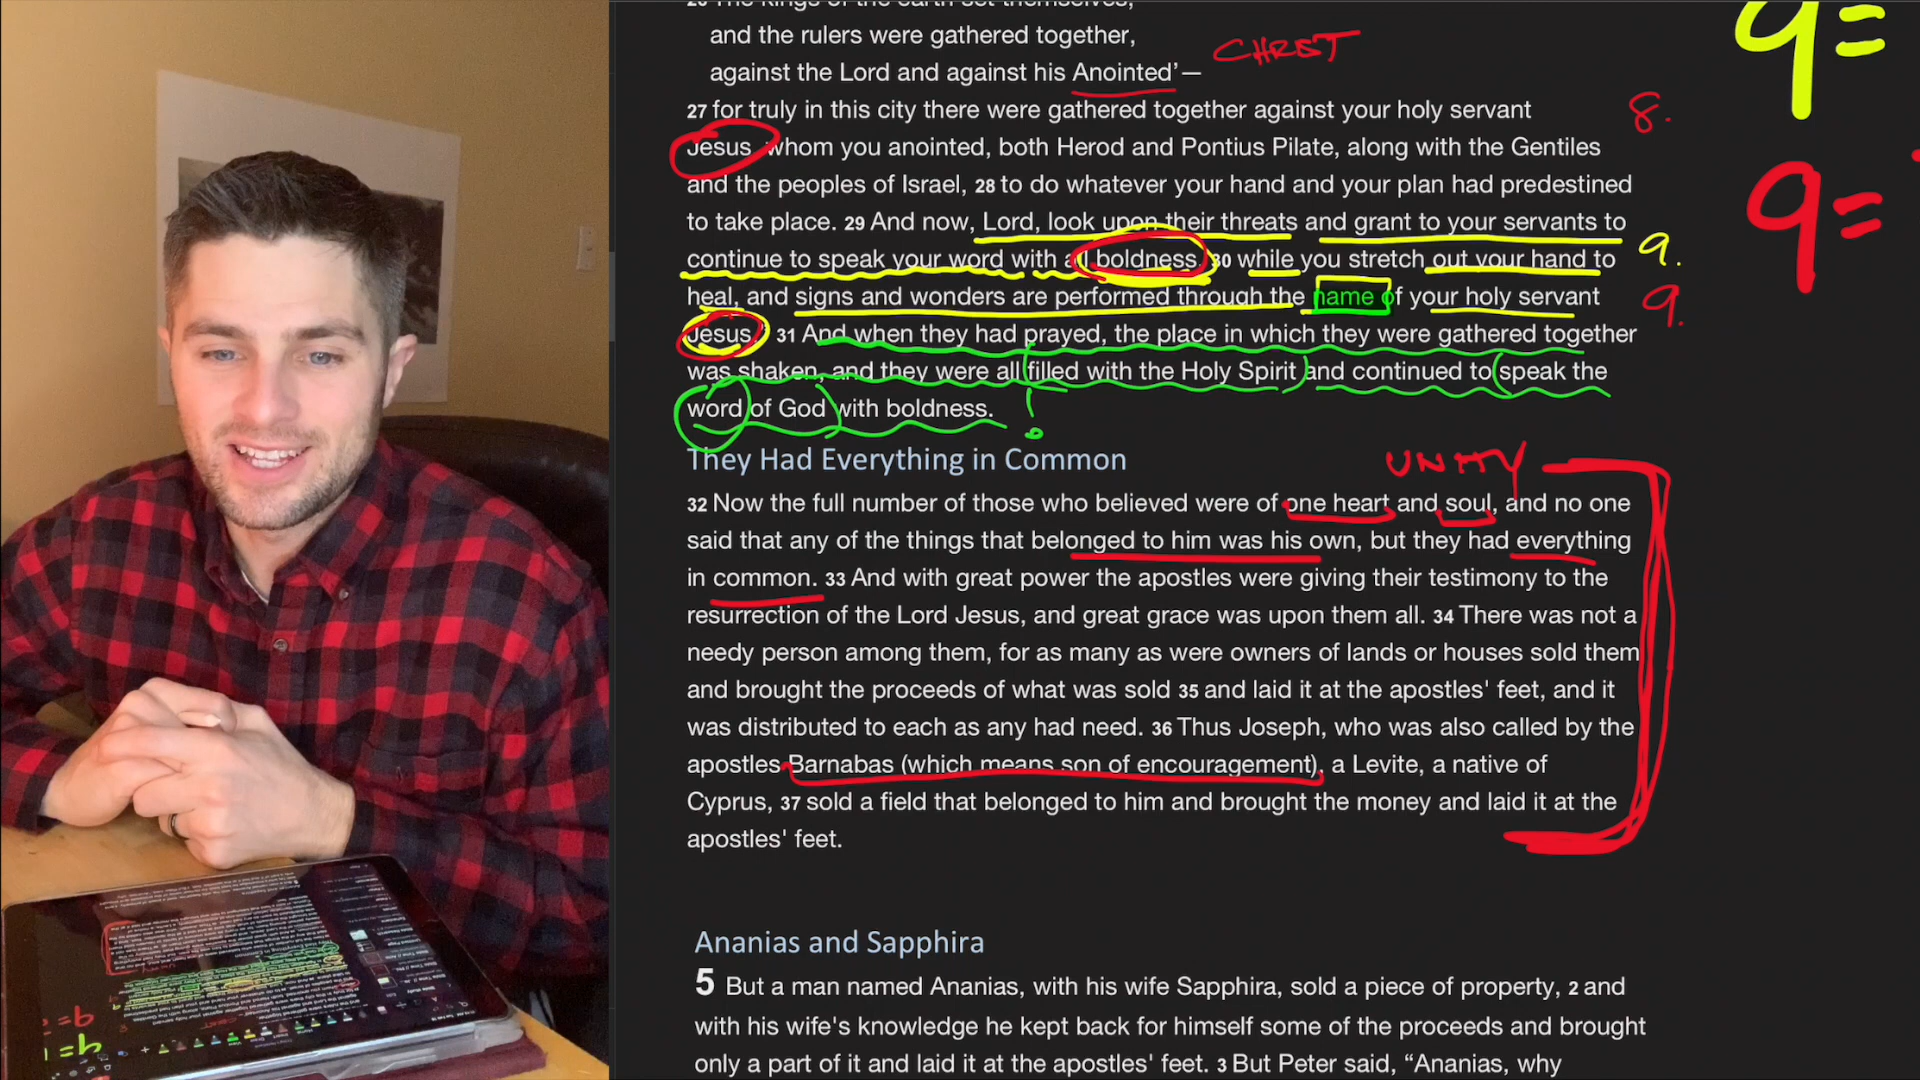 26 The kings of the earth set themselves,
and the rulers were gathered together,
against the Lord and against his Anointed’—
CHRIST
27 for truly in this city there were gathered together against your holy servant
8.
Jesus, whom you anointed, both Herod and Pontius Pilate, along with the Gentiles
and the peoples of Israel, 28 to do whatever your hand and your plan had predestined
to take place. 29 And now, Lord, look upon their threats and grant to your servants to
continue to speak your word with all boldness, 30 while you stretch out your hand to
9.
heal, and signs and wonders are performed through the name of your holy servant
9.
Jesus.” 31 And when they had prayed, the place in which they were gathered together
was shaken, and they were all filled with the Holy Spirit and continued to speak the
word of God with boldness.
!
9=
9=
They Had Everything in Common
UNITY
32 Now the full number of those who believed were of one heart and soul, and no one
said that any of the things that belonged to him was his own, but they had everything
in common. 33 And with great power the apostles were giving their testimony to the
resurrection of the Lord Jesus, and great grace was upon them all. 34 There was not a
needy person among them, for as many as were owners of lands or houses sold them
and brought the proceeds of what was sold 35 and laid it at the apostles' feet, and it
was distributed to each as any had need. 36 Thus Joseph, who was also called by the
apostles Barnabas (which means son of encouragement), a Levite, a native of
Cyprus, 37 sold a field that belonged to him and brought the money and laid it at the
apostles' feet.
Ananias and Sapphira
5 But a man named Ananias, with his wife Sapphira, sold a piece of property, 2 and
with his wife's knowledge he kept back for himself some of the proceeds and brought
only a part of it and laid it at the apostles' feet. 3 But Peter said, “Ananias, why